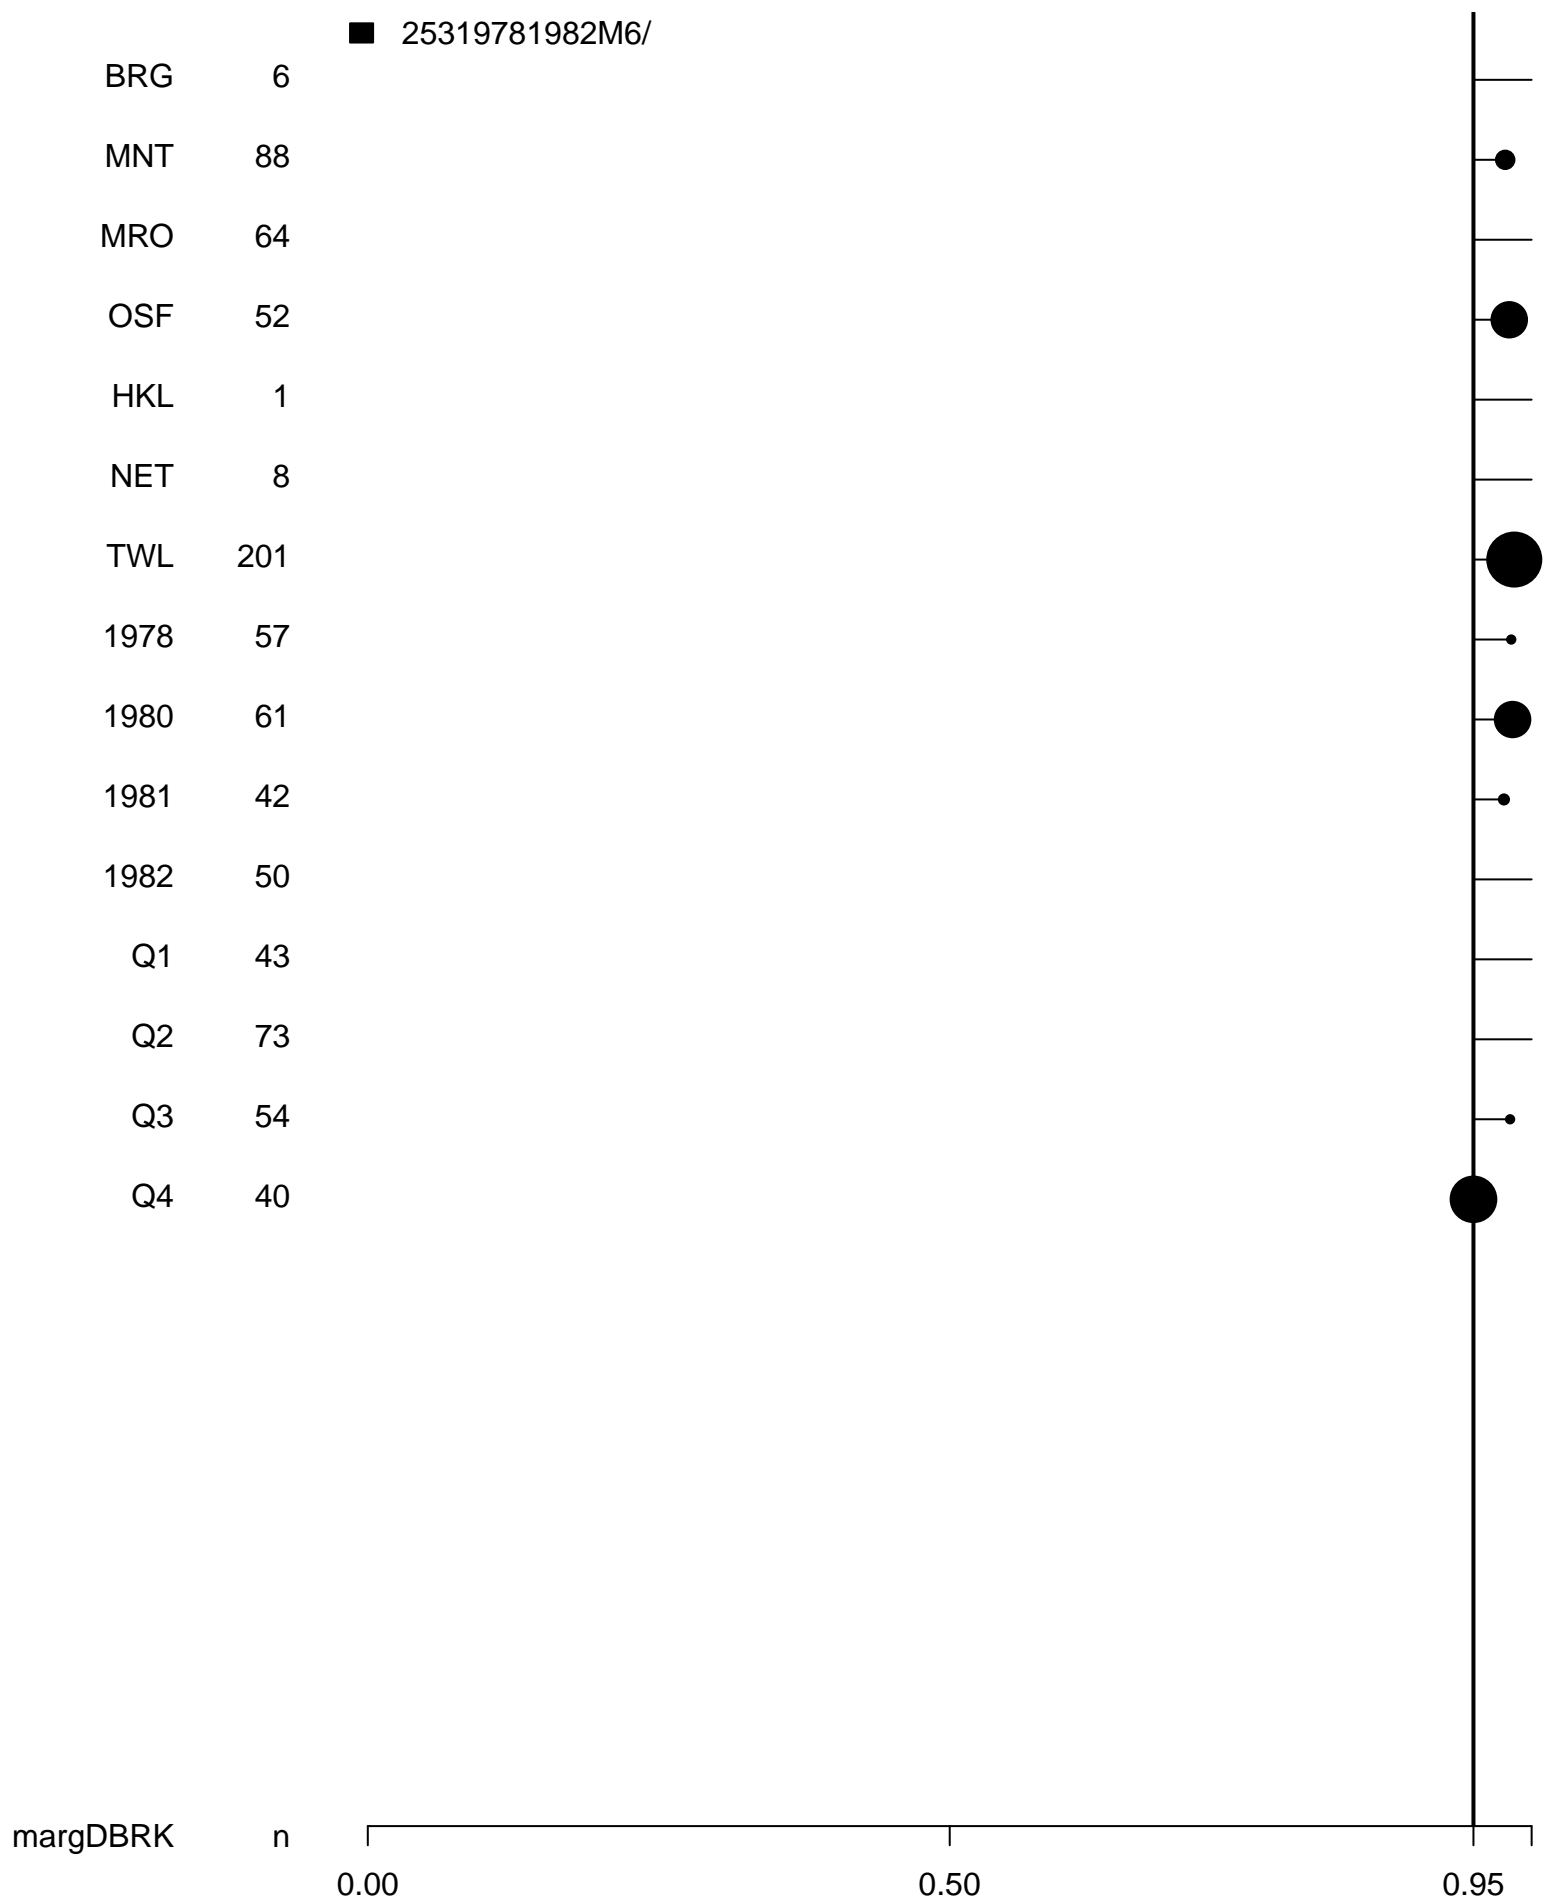 25319781982M6/
BRG 6
MNT 88
MRO 64
OSF 52
HKL 1
NET 8
TWL 201
1978 57
1980 61
1981 42
1982 50
Q1 43
Q2 73
Q3 54
Q4 40
margDBRK n
0.00 0.50 0.95